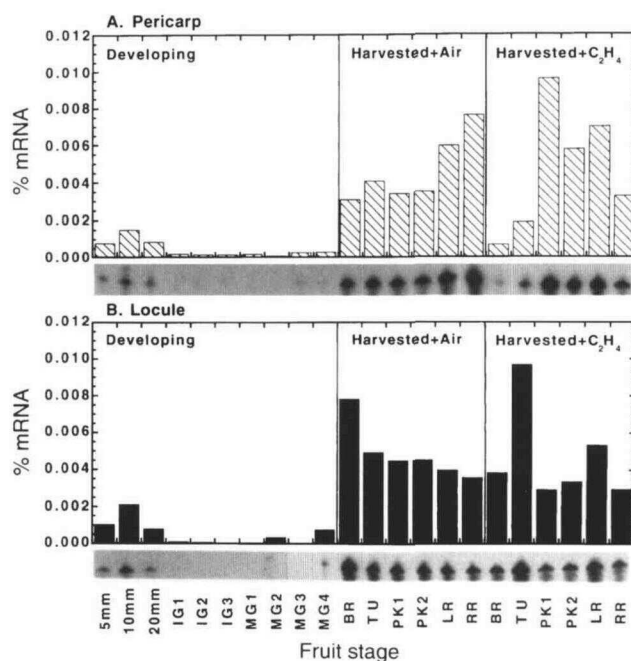 A. Pericarp
% mRNA
0.012
0.010
0.008
0.006
0.004
0.002
0.000
Developing
Harvested+Air
Harvested+C2H4
B. Locule
% mRNA
0.012
0.010
0.008
0.006
0.004
0.002
0.000
Developing
Harvested+Air
Harvested+C2H4
5mm 10mm 20mm IG1 IG2 IG3 MG1 MG2 MG3 MG4 BR TU PK1 PK2 LR RR BR TU PK1 PK2 LR RR
Fruit stage